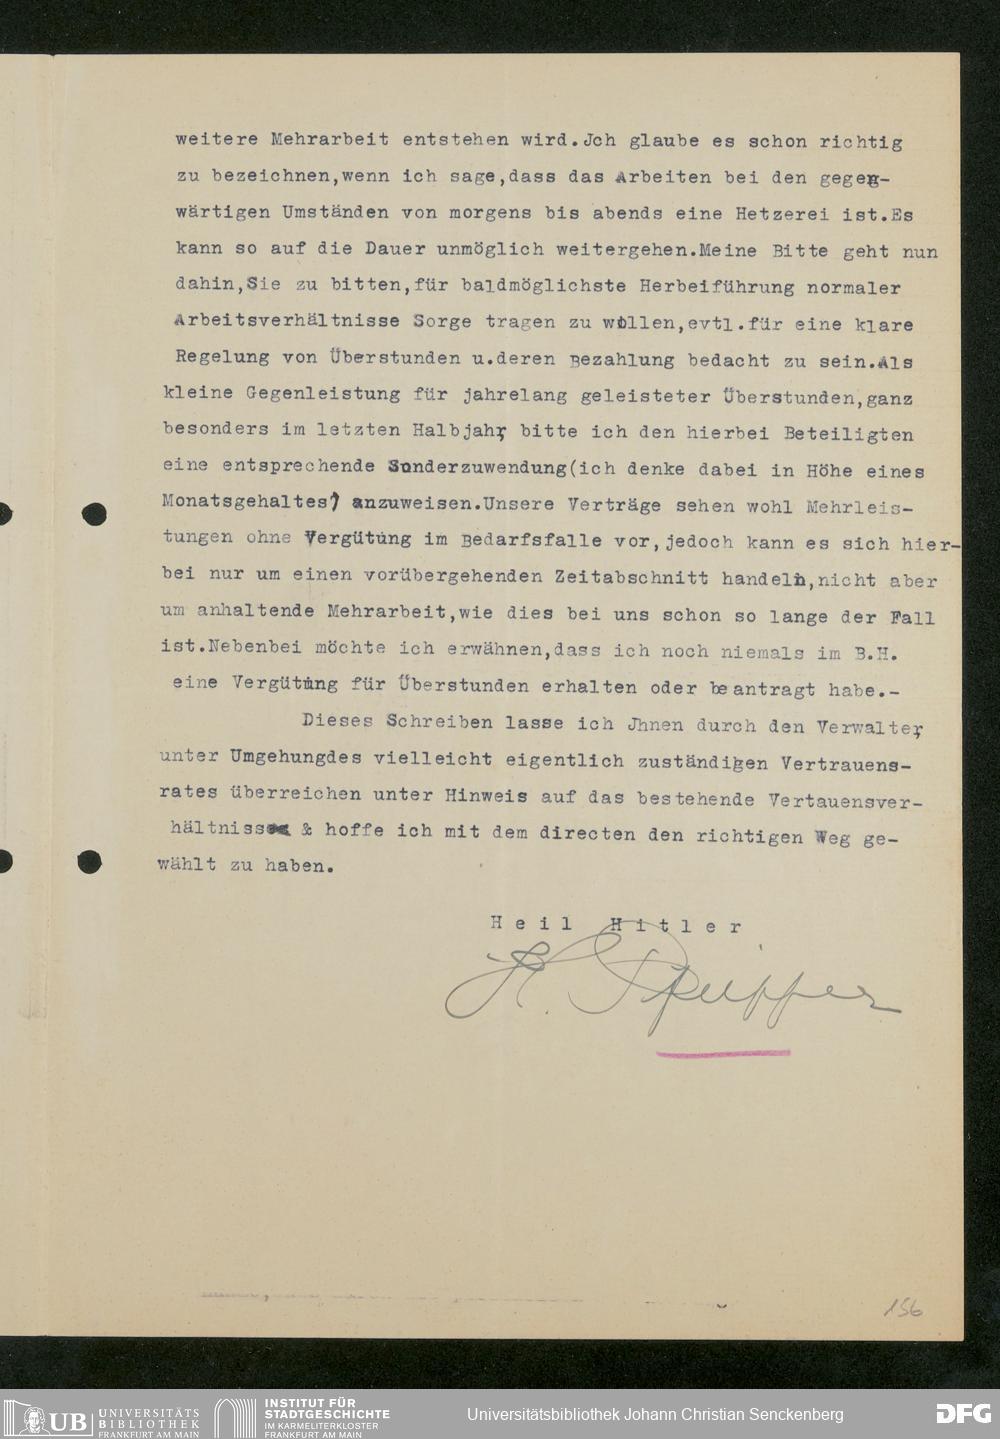 weitere Mehrarbeit entstehen wird.Jch glaube es schon richtig
zu bezeichnen,wenn ich sage,dass das Arbeiten bei den gegen-
wärtigen Umständen von morgens bis abends eine Hetzerei ist.Es
kann so auf die Dauer unmöglich weitergehen.Meine Bitte geht nun
dahin,Sie zu bitten,für baldmöglichste Herbeiführung normaler
Arbeitsverhältnisse Sorge tragen zu wollen,evtl.für eine klare
Regelung von Überstunden u.deren Bezahlung bedacht zu sein.Als
kleine Gegenleistung für jahrelang geleisteter Überstunden,ganz
besonders im letzten Halbjahr, bitte ich den hierbei Beteiligten
eine entsprechende Sonderzuwendung(ich denke dabei in Höhe eines
Monatsgehaltes) anzuweisen.Unsere Verträge sehen wohl Mehrleis-
tungen ohne Vergütung im Bedarfsfalle vor,jedoch kann es sich hier-
bei nur um einen vorübergehenden Zeitabschnitt handeln,nicht aber
um anhaltende Mehrarbeit,wie dies bei uns schon so lange der Fall
ist.Nebenbei möchte ich erwähnen,dass ich noch niemals im B.H.
eine Vergütung für Überstunden erhalten oder beantragt habe.-
Dieses Schreiben lasse ich Jhnen durch den Verwalter,
unter Umgehungdes vielleicht eigentlich zuständigen Vertrauens-
rates überreichen unter Hinweis auf das bestehende Vertauensver-
hältniss & hoffe ich mit dem directen den richtigen Weg ge-
wählt zu haben.
Heil Hitler
156
UB UNIVERSITÄTS
BIBLIOTHEK
FRANKFURT AM MAIN
INSTITUT FÜR
STADTGESCHICHTE
IM KARMELITERKLOSTER
FRANKFURT AM MAIN
Universitätsbibliothek Johann Christian Senckenberg
DFG